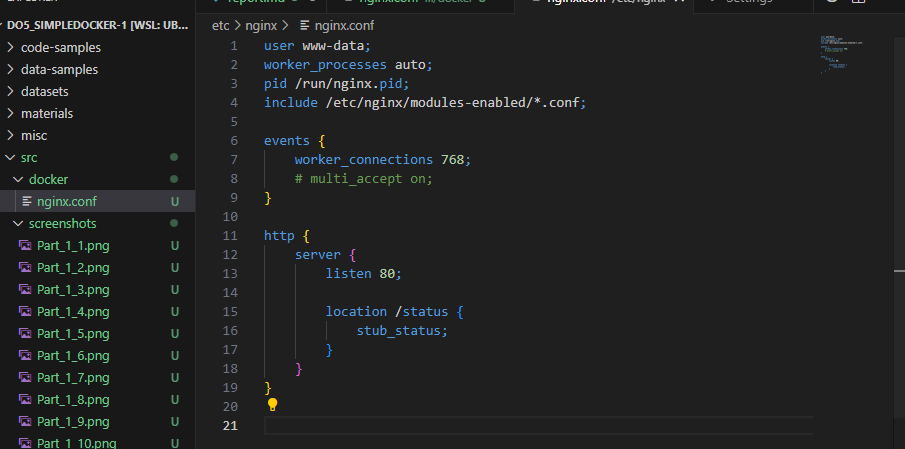 DO5_SIMPLEDOCKER-1 [WSL: UB...
code-samples
data-samples
datasets
materials
misc
src
docker
nginx.conf U
screenshots
Part_1_1.png U
Part_1_2.png U
Part_1_3.png U
Part_1_4.png U
Part_1_5.png U
Part_1_6.png U
Part_1_7.png U
Part_1_8.png U
Part_1_9.png U
Part_1_10.png U
etc > nginx > nginx.conf
1 user www-data;
2 worker_processes auto;
3 pid /run/nginx.pid;
4 include /etc/nginx/modules-enabled/*.conf;
5
6 events {
7 worker_connections 768;
8 # multi_accept on;
9 }
10
11 http {
12 server {
13 listen 80;
14
15 location /status {
16 stub_status;
17 }
18 }
19 }
20
21